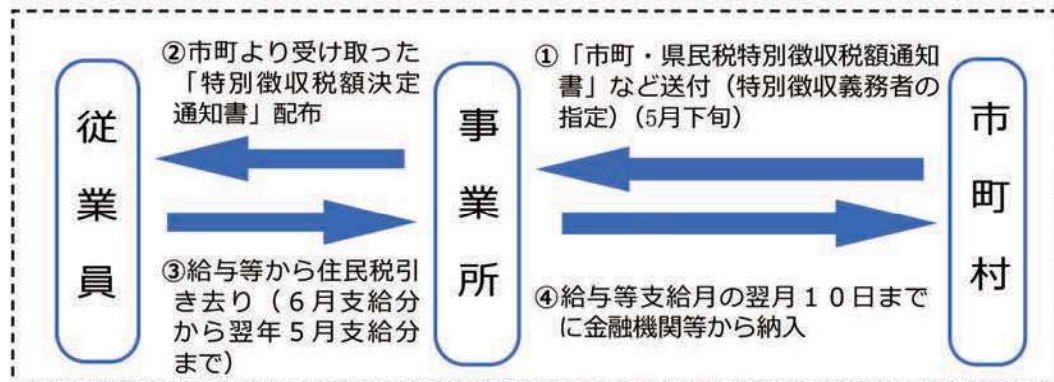 従業員
②市町より受け取った
「特別徴収税額決定
通知書」配布
③給与等から住民税引
き去り（６月支給分
から翌年５月支給分
まで）
事業所
①「市町・県民税特別徴収税額通知
書」など送付（特別徴収義務者の
指定）（5月下旬）
④給与等支給月の翌月１０日まで
に金融機関等から納入
市町村